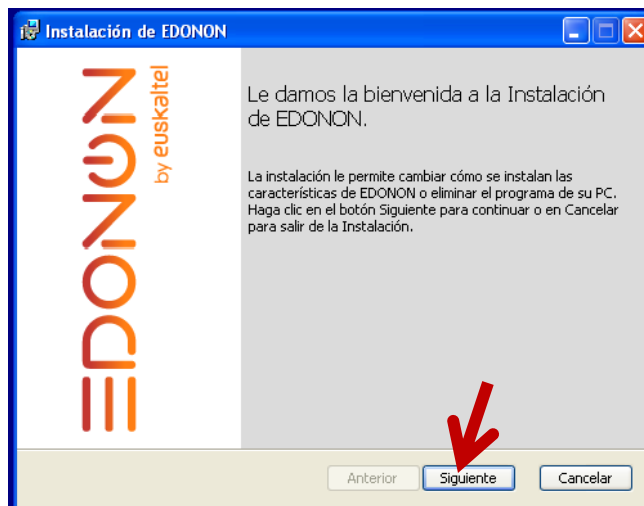 Instalación de EDONON
EDONON
by euskaltel
Le damos la bienvenida a la Instalación
de EDONON.
La instalación le permite cambiar cómo se instalan las
características de EDONON o eliminar el programa de su PC.
Haga clic en el botón Siguiente para continuar o en Cancelar
para salir de la Instalación.
Anterior
Siguiente
Cancelar